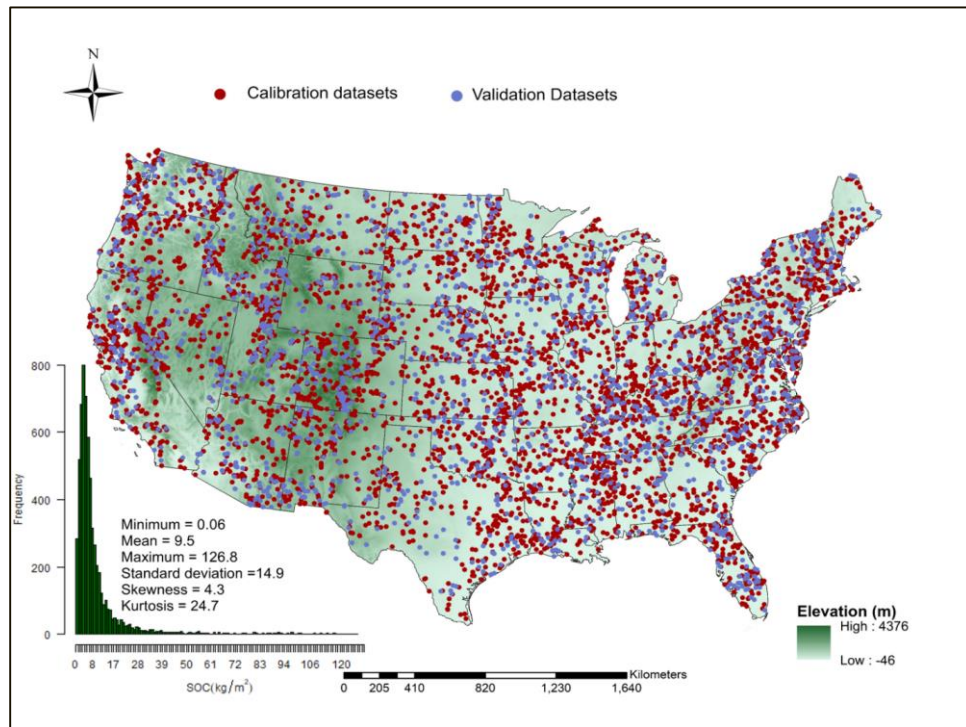 N
Calibration datasets
Validation Datasets
800
600
400
200
0
Frequency
Minimum = 0.06
Mean = 9.5
Maximum = 126.8
Standard deviation =14.9
Skewness = 4.3
Kurtosis = 24.7
0 8 17 28 39 49 61 72 83 94 106 120
SOC(kg/m²)
Kilometers
0 205 410 820 1,230 1,640
Elevation (m)
High : 4376
Low : -46